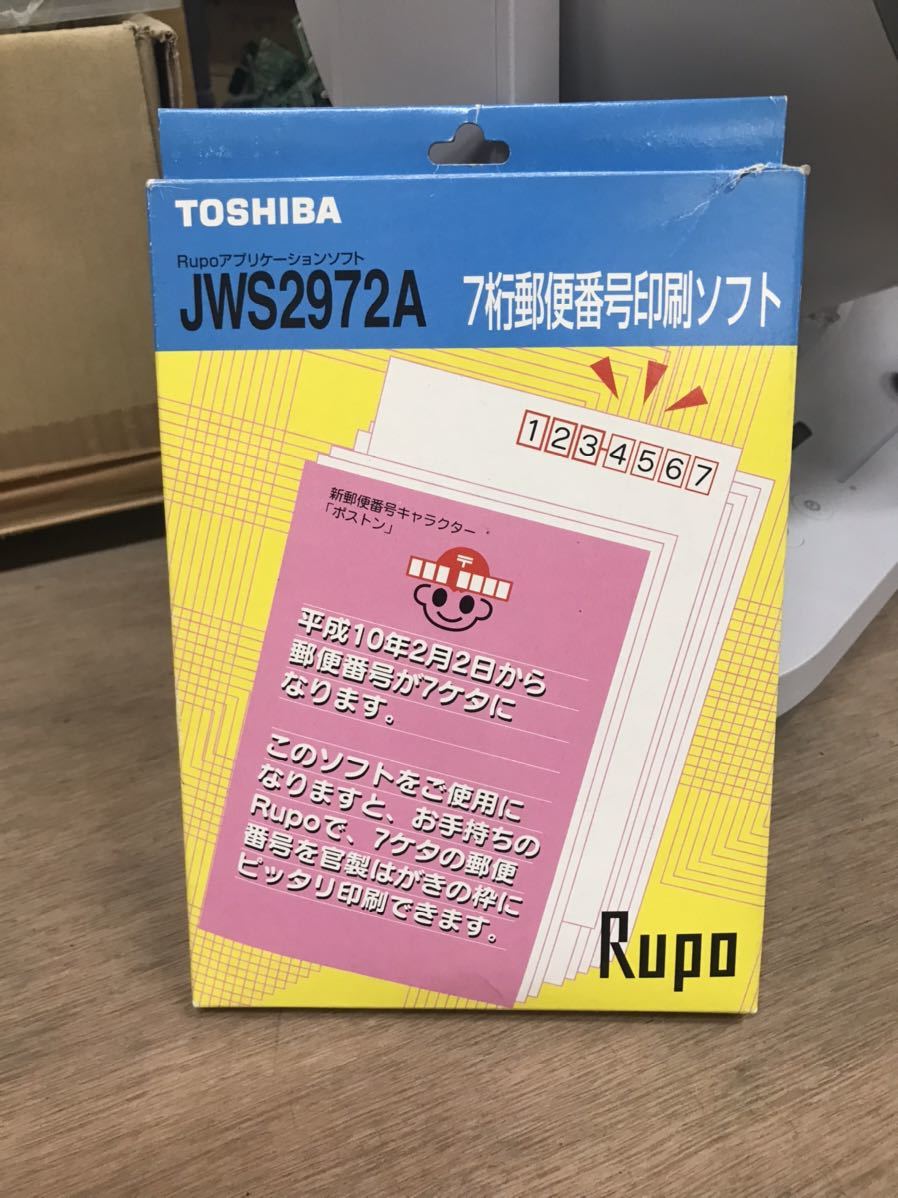 TOSHIBA
Rupoアプリケーションソフト
JWS2972A
7桁郵便番号印刷ソフト
123-4567
新郵便番号キャラクター
「ポストン」
〒
平成10年2月2日から
郵便番号が7ケタに
なります。
このソフトをご使用に
なりますと、お手持ちの
Rupoで、7ケタの郵便
番号を官製はがきの枠に
ピッタリ印刷できます。
Rupo